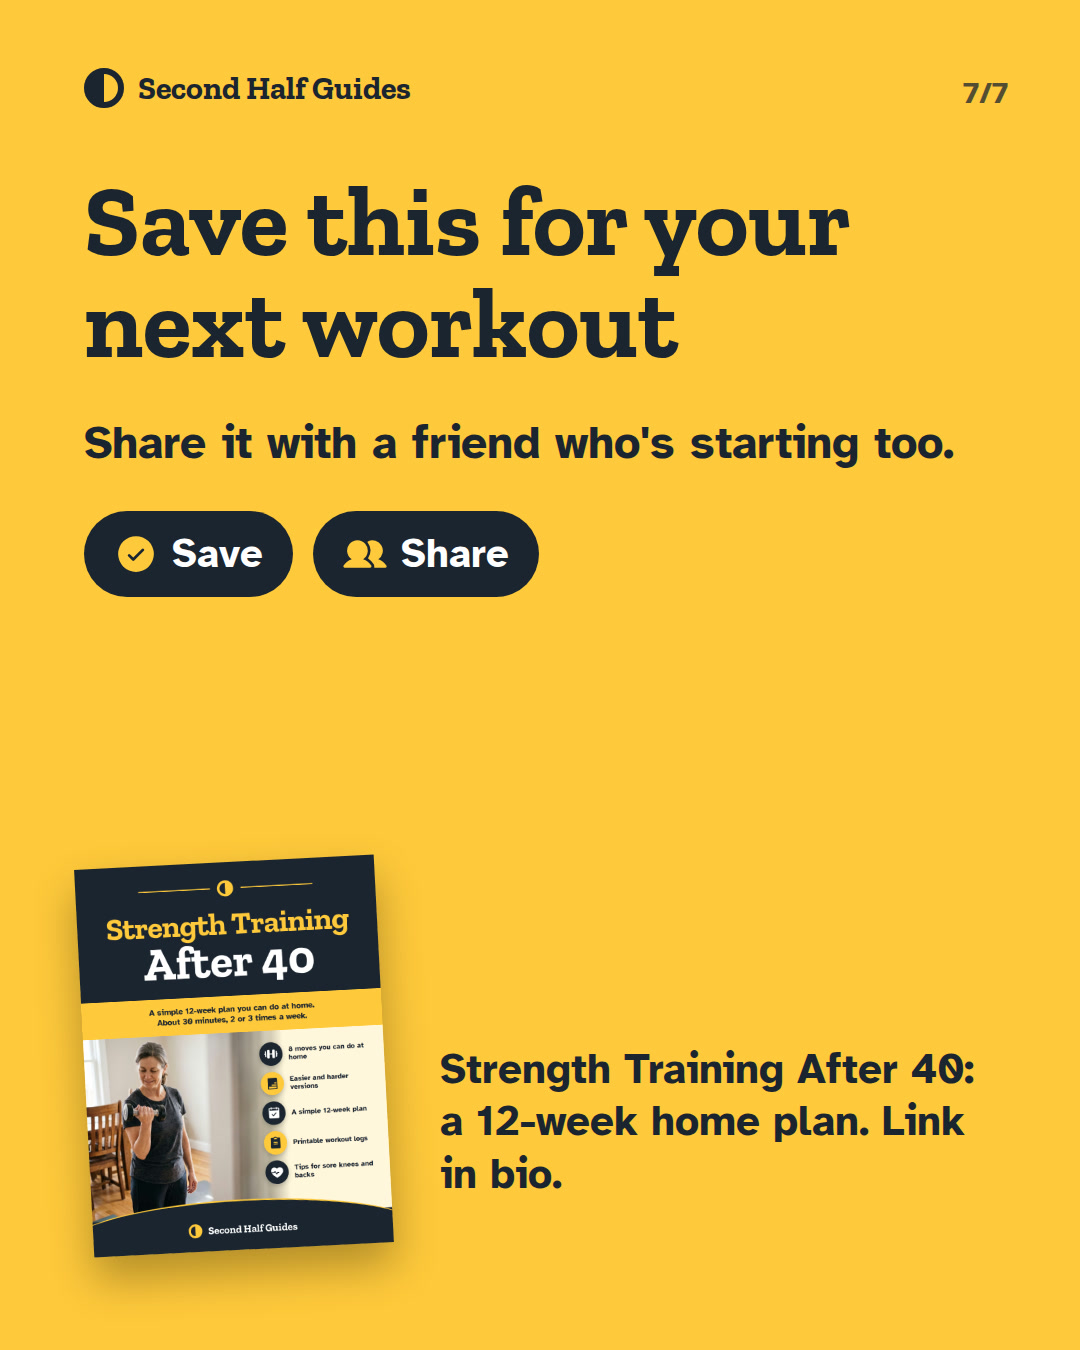 Second Half Guides
7/7
Save this for your
next workout
Share it with a friend who's starting too.
Save
Share
Strength Training
After 40
A simple 12-week plan you can do at home.
About 30 minutes, 2 or 3 times a week.
8 moves you can do at
home
Easier and harder
versions
A simple 12-week plan
Printable workout logs
Tips for sore knees and
backs
Second Half Guides
Strength Training After 40:
a 12-week home plan. Link
in bio.